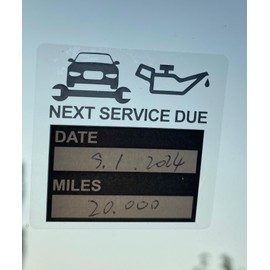 NEXT SERVICE DUE
DATE
9.1.2024
MILES
20.000